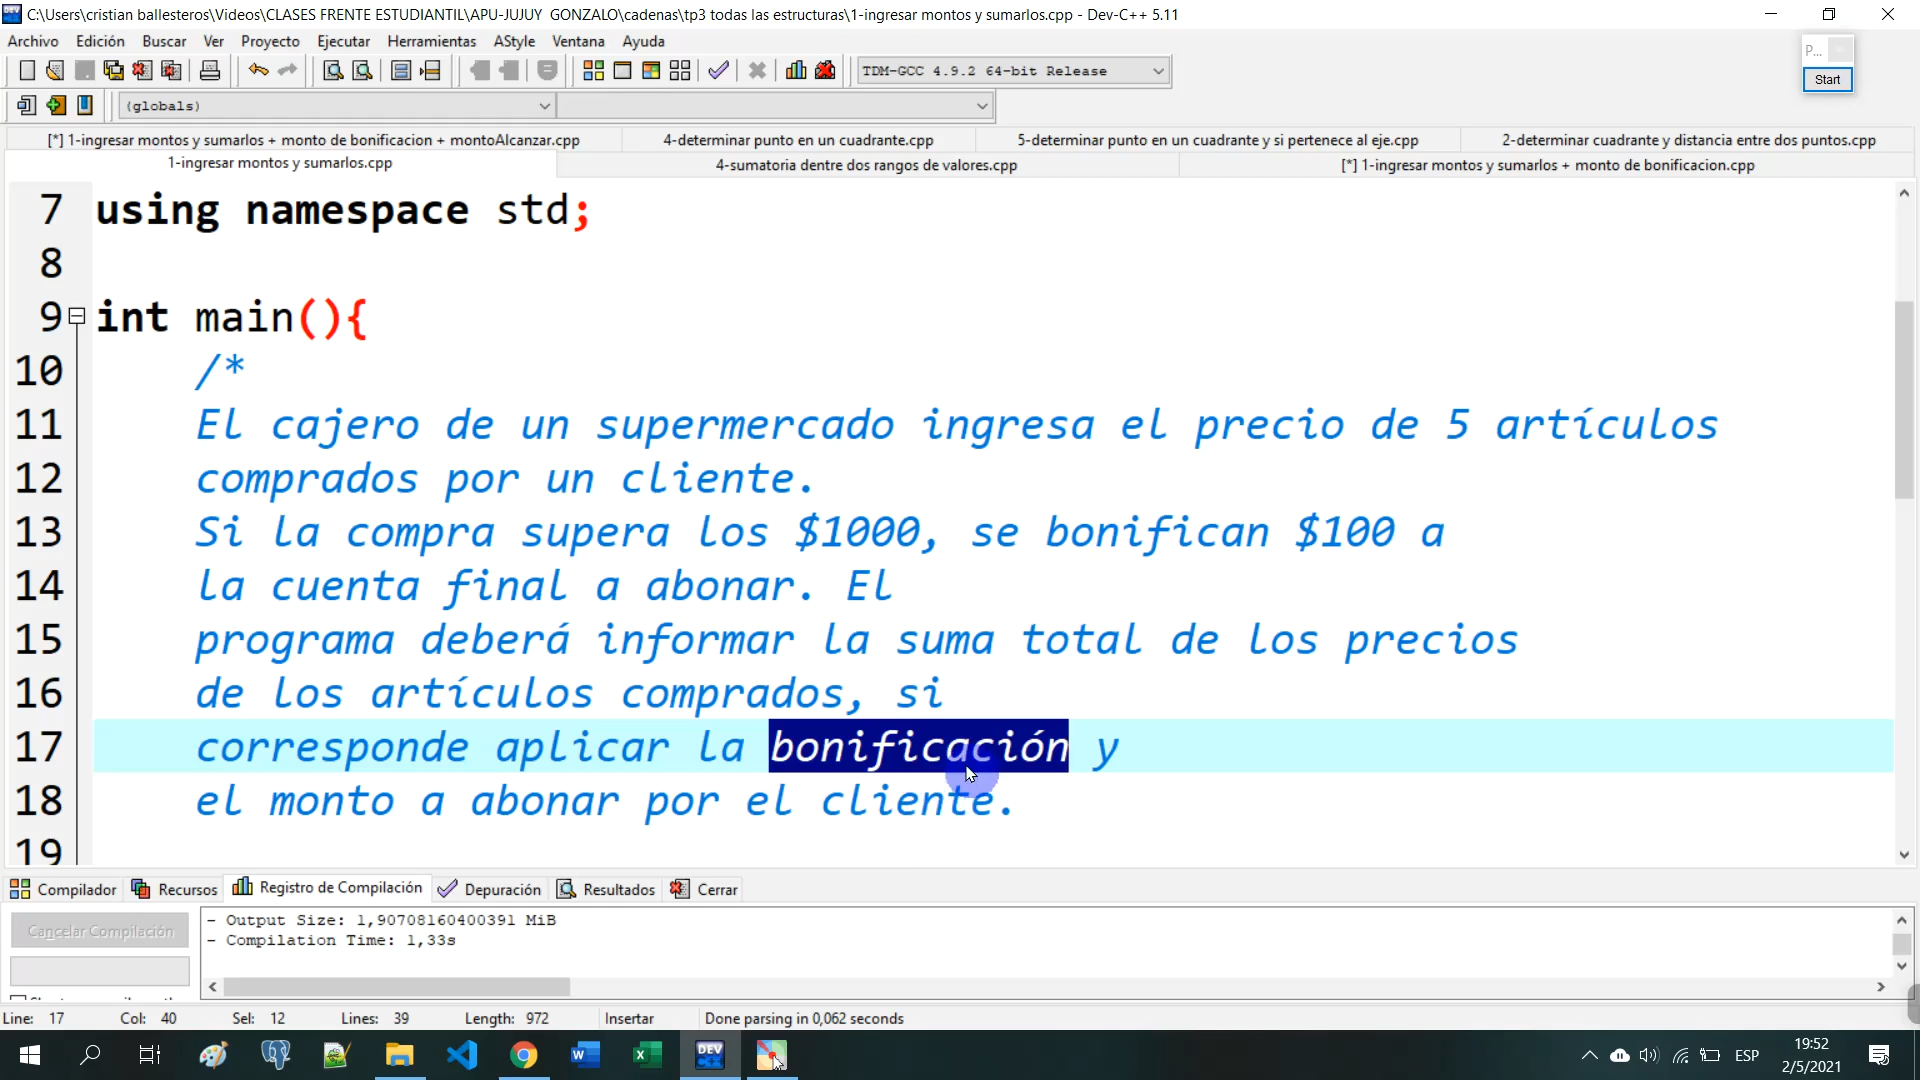 C:\Users\cristian ballesteros\Videos\CLASES FRENTE ESTUDIANTIL\APU-JUJUY  GONZALO\cadenas\tp3 todas las estructuras\1-ingresar montos y sumarlos.cpp - Dev-C++ 5.11
Archivo Edición Buscar Ver Proyecto Ejecutar Herramientas AStyle Ventana Ayuda
P...
TDM-GCC 4.9.2 64-bit Release
Start
(globals)
[*] 1-ingresar montos y sumarlos + monto de bonificacion + montoAlcanzar.cpp 4-determinar punto en un cuadrante.cpp 5-determinar punto en un cuadrante y si pertenece al eje.cpp 2-determinar cuadrante y distancia entre dos puntos.cpp
1-ingresar montos y sumarlos.cpp 4-sumatoria dentre dos rangos de valores.cpp [*] 1-ingresar montos y sumarlos + monto de bonificacion.cpp
7 using namespace std;
8
9 int main(){
10 /*
11 El cajero de un supermercado ingresa el precio de 5 artículos
12 comprados por un cliente.
13 Si la compra supera los $1000, se bonifican $100 a
14 la cuenta final a abonar. El
15 programa deberá informar la suma total de los precios
16 de los artículos comprados, si
17 corresponde aplicar la bonificación y
18 el monto a abonar por el cliente.
19
Compilador Recursos Registro de Compilación Depuración Resultados Cerrar
Cancelar Compilación
- Output Size: 1,90708160400391 MiB
- Compilation Time: 1,33s
Line: 17 Col: 40 Sel: 12 Lines: 39 Length: 972 Insertar Done parsing in 0,062 seconds
DEV C++
ESP
19:52
2/5/2021